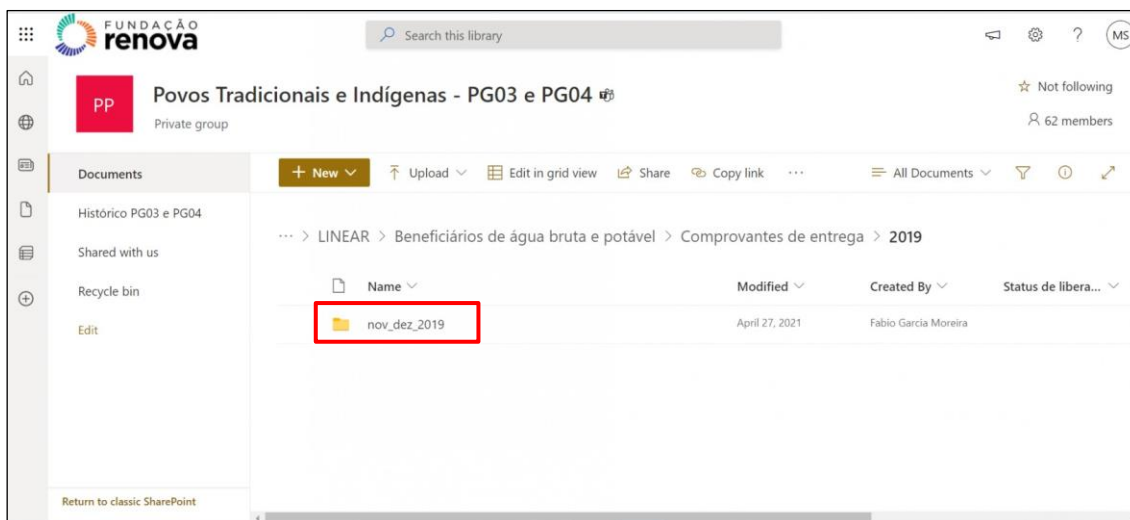 FUNDAÇÃO
renova
Search this library
?
MS
PP
Povos Tradicionais e Indígenas - PG03 e PG04
Private group
Not following
62 members
Documents
Histórico PG03 e PG04
Shared with us
Recycle bin
Edit
Return to classic SharePoint
+ New
Upload
Edit in grid view
Share
Copy link
...
All Documents
... > LINEAR > Beneficiários de água bruta e potável > Comprovantes de entrega > 2019
Name Modified Created By Status de libera...
nov_dez_2019 April 27, 2021 Fabio Garcia Moreira